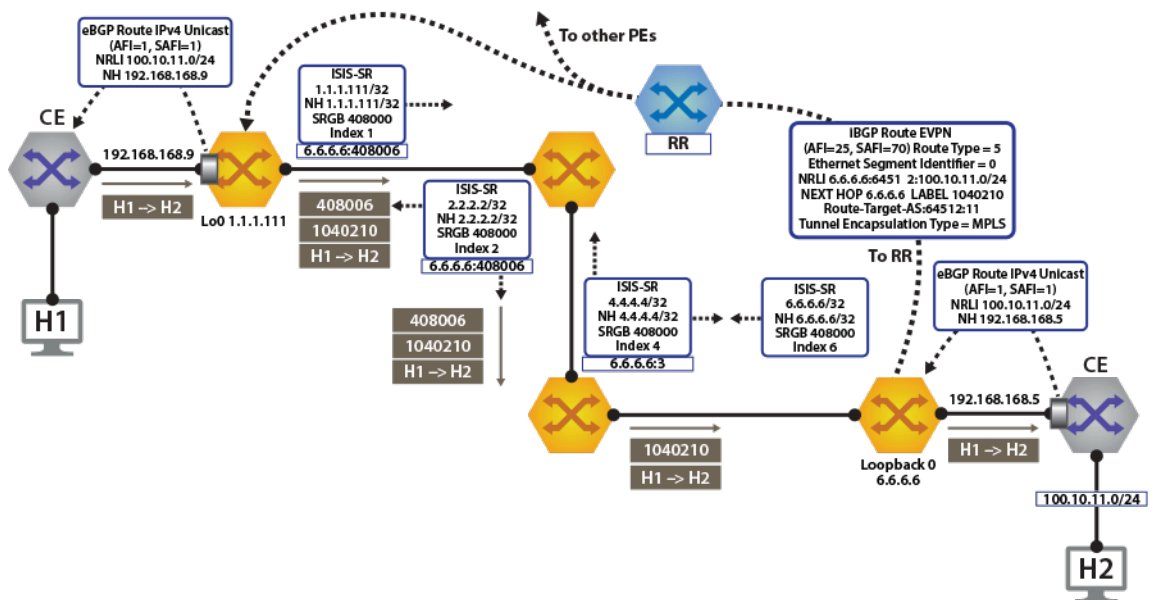 eBGP Route IPv4 Unicast
(AFI=1, SAFI=1)
NRLI 100.10.11.0/24
NH 192.168.168.9
To other PEs
ISIS-SR
1.1.1.111/32
NH 1.1.1.111/32
SRGB 408000
Index 1
6.6.6.6:408006
CE
192.168.168.9
H1 –> H2
Lo0 1.1.1.111
RR
iBGP Route EVPN
(AFI=25, SAFI=70) Route Type = 5
Ethernet Segment Identifier = 0
NRLI 6.6.6.6:6451 2:100.10.11.0/24
NEXT HOP 6.6.6.6 LABEL 1040210
Route-Target-AS:64512:11
Tunnel Encapsulation Type = MPLS
408006
1040210
H1 –> H2
ISIS-SR
2.2.2.2/32
NH 2.2.2.2/32
SRGB 408000
Index 2
6.6.6.6:408006
To RR
H1
408006
1040210
H1 –> H2
ISIS-SR
4.4.4.4/32
NH 4.4.4.4/32
SRGB 408000
Index 4
6.6.6.6:3
ISIS-SR
6.6.6.6/32
NH 6.6.6.6/32
SRGB 408000
Index 6
eBGP Route IPv4 Unicast
(AFI=1, SAFI=1)
NRLI 100.10.11.0/24
NH 192.168.168.5
CE
192.168.168.5
1040210
H1 –> H2
Loopback 0
6.6.6.6
H1 –> H2
100.10.11.0/24
H2